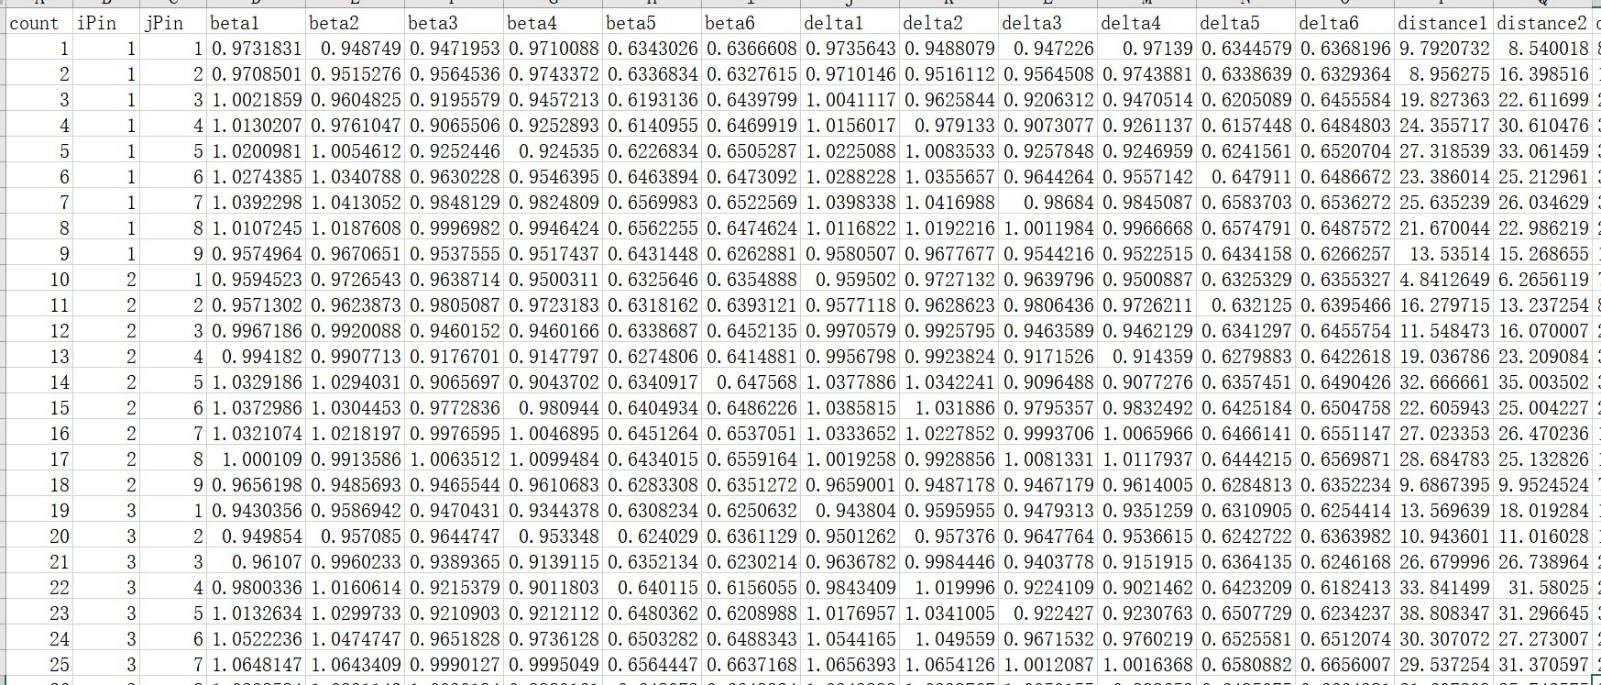 count iPin jPin beta1 beta2 beta3 beta4 beta5 beta6 delta1 delta2 delta3 delta4 delta5 delta6 distance1 distance2
1 1 1 0.9731831 0.948749 0.9471953 0.9710088 0.6343026 0.6366608 0.9735643 0.9488079 0.947226 0.97139 0.6344579 0.6368196 9.7920732 8.540018
2 1 2 0.9708501 0.9515276 0.9564536 0.9743372 0.6336834 0.6327615 0.9710146 0.9516112 0.9564508 0.9743881 0.6338639 0.6329364 8.956275 16.398516
3 1 3 1.0021859 0.9604825 0.9195579 0.9457213 0.6193136 0.6439799 1.0041117 0.9625844 0.9206312 0.9470514 0.6205089 0.6455584 19.827363 22.611699
4 1 4 1.0130207 0.9761047 0.9065506 0.9252893 0.6140955 0.6469919 1.0156017 0.979133 0.9073077 0.9261137 0.6157448 0.6484803 24.355717 30.610476
5 1 5 1.0200981 1.0054612 0.9252446 0.924535 0.6226834 0.6505287 1.0225088 1.0083533 0.9257848 0.9246959 0.6241561 0.6520704 27.318539 33.061459
6 1 6 1.0274385 1.0340788 0.9630228 0.9546395 0.6463894 0.6473092 1.0288228 1.0355657 0.9644264 0.9557142 0.647911 0.6486672 23.386014 25.212961
7 1 7 1.0392298 1.0413052 0.9848129 0.9824809 0.6569983 0.6522569 1.0398338 1.0416988 0.98684 0.9845087 0.6583703 0.6536272 25.635239 26.034629
8 1 8 1.0107245 1.0187608 0.9996982 0.9946424 0.6562255 0.6474624 1.0116822 1.0192216 1.0011984 0.9966668 0.6574791 0.6487572 21.670044 22.986219
9 1 9 0.9574964 0.9670651 0.9537555 0.9517437 0.6431448 0.6262881 0.9580507 0.9677677 0.9544216 0.9522515 0.6434158 0.6266257 13.53514 15.268655
10 2 1 0.9594523 0.9726543 0.9638714 0.9500311 0.6325646 0.6354888 0.959502 0.9727132 0.9639796 0.9500887 0.6325339 0.6355327 4.8412649 6.2656119
11 2 2 0.9571302 0.9623873 0.9805087 0.9723183 0.6318162 0.6393121 0.9577118 0.9628623 0.9806436 0.9726211 0.632125 0.6395466 16.279715 13.237254
12 2 3 0.9967186 0.9920088 0.9460152 0.9460166 0.6338687 0.6452135 0.9970579 0.9925795 0.9463589 0.9462129 0.6341297 0.6455754 11.548473 16.070007
13 2 4 0.994182 0.9907713 0.9176701 0.9147797 0.6274806 0.6414881 0.9956798 0.9923824 0.9171526 0.914359 0.6279883 0.6422618 19.036786 23.209084
14 2 5 1.0329186 1.0294031 0.9065697 0.9043702 0.6340917 0.647568 1.0377886 1.0342241 0.9096488 0.9077276 0.6357451 0.6490426 32.666661 35.003502
15 2 6 1.0372986 1.0304453 0.9772836 0.980944 0.6404934 0.6486226 1.0385815 1.031886 0.9795357 0.9832492 0.6425184 0.6504758 22.605943 25.004227
16 2 7 1.0321074 1.0218197 0.9976595 1.0046895 0.6451264 0.6537051 1.0333652 1.0227852 0.9993706 1.0065966 0.6466141 0.6551147 27.023353 26.470236
17 2 8 1.000109 0.9913586 1.0063512 1.0099484 0.6434015 0.6559164 1.0019258 0.9928856 1.0081331 1.0117937 0.6444215 0.6569871 28.684783 25.132826
18 2 9 0.9656198 0.9485693 0.9465544 0.9610683 0.6283308 0.6351272 0.9659001 0.9487178 0.9467179 0.9614005 0.6284813 0.6352234 9.6867395 9.9524524
19 3 1 0.9430356 0.9586942 0.9470431 0.9344378 0.6308234 0.6250632 0.943804 0.9595955 0.9479313 0.9351259 0.6310905 0.6254414 13.569639 18.019284
20 3 2 0.949854 0.957085 0.9644747 0.953348 0.624029 0.6361129 0.9501262 0.957376 0.9647764 0.9536615 0.6242722 0.6363982 10.943601 11.016028
21 3 3 0.96107 0.9960233 0.9389365 0.9139115 0.6352134 0.6230214 0.9636782 0.9984446 0.9403778 0.9151915 0.6364135 0.6246168 26.679996 26.738964
22 3 4 0.9800336 1.0160614 0.9215379 0.9011803 0.640115 0.6156055 0.9843409 1.019996 0.9224109 0.9021462 0.6423209 0.6182413 33.841499 31.58025
23 3 5 1.0132634 1.0299733 0.9210903 0.9212112 0.6480362 0.6208988 1.0176957 1.0341005 0.922427 0.9230763 0.6507729 0.6234237 38.808347 31.296645
24 3 6 1.0522236 1.0474747 0.9651828 0.9736128 0.6503282 0.6488343 1.0544165 1.049559 0.9671532 0.9760219 0.6525581 0.6512074 30.307072 27.273007
25 3 7 1.0648147 1.0643409 0.9990127 0.9995049 0.6564447 0.6637168 1.0656393 1.0654126 1.0012087 1.0016368 0.6580882 0.6656007 29.537254 31.370597